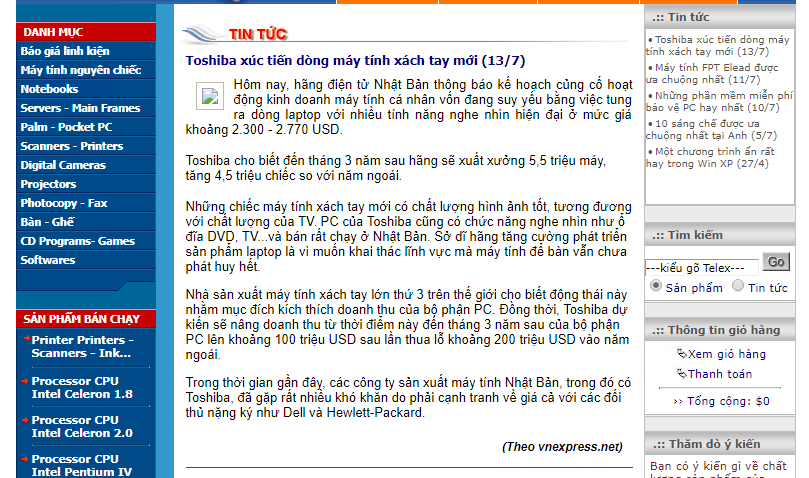 DANH MỤC
Báo giá linh kiện
Máy tính nguyên chiếc
Notebooks
Servers - Main Frames
Palm - Pocket PC
Scanners - Printers
Digital Cameras
Projectors
Photocopy - Fax
Bàn - Ghế
CD Programs- Games
Softwares
SẢN PHẨM BÁN CHẠY
Printer Printers -
Scanners - Ink...
Processor CPU
Intel Celeron 1.8
Processor CPU
Intel Celeron 2.0
Processor CPU
Intel Pentium IV
TIN TỨC
Toshiba xúc tiến dòng máy tính xách tay mới (13/7)
Hôm nay, hãng điện tử Nhật Bản thông báo kế hoạch củng cố hoạt
động kinh doanh máy tính cá nhân vốn đang suy yếu bằng việc tung
ra dòng laptop với nhiều tính năng nghe nhìn hiện đại ở mức giá
khoảng 2.300 - 2.770 USD.
Toshiba cho biết đến tháng 3 năm sau hãng sẽ xuất xưởng 5,5 triệu máy,
tăng 4,5 triệu chiếc so với năm ngoái.
Những chiếc máy tính xách tay mới có chất lượng hình ảnh tốt, tương đương
với chất lượng của TV. PC của Toshiba cũng có chức năng nghe nhìn như ổ
đĩa DVD, TV...và bán rất chạy ở Nhật Bản. Sở dĩ hãng tăng cường phát triển
sản phẩm laptop là vì muốn khai thác lĩnh vực mà máy tính để bàn vẫn chưa
phát huy hết.
Nhà sản xuất máy tính xách tay lớn thứ 3 trên thế giới cho biết động thái này
nhằm mục đích kích thích doanh thu của bộ phận PC. Đồng thời, Toshiba dự
kiến sẽ nâng doanh thu từ thời điểm này đến tháng 3 năm sau của bộ phận
PC lên khoảng 100 triệu USD sau lần thua lỗ khoảng 200 triệu USD vào năm
ngoái.
Trong thời gian gần đây, các công ty sản xuất máy tính Nhật Bản, trong đó có
Toshiba, đã gặp rất nhiều khó khăn do phải cạnh tranh về giá cả với các đối
thủ nặng ký như Dell và Hewlett-Packard.
(Theo vnexpress.net)
.:: Tin tức
• Toshiba xúc tiến dòng máy
tính xách tay mới (13/7)
• Máy tính FPT Elead được
ưa chuộng nhất (11/7)
• Những phần mềm miễn phí
bảo vệ PC hay nhất (10/7)
• 10 sáng chế được ưa
chuộng nhất tại Anh (5/7)
• Một chương trình ẩn rất
hay trong Win XP (27/4)
.:: Tìm kiếm
---kiểu gõ Telex---
Go
Sản phẩm
Tin tức
.:: Thông tin giỏ hàng
Xem giỏ hàng
Thanh toán
›› Tổng cộng: $0
.:: Thăm dò ý kiến
Bạn có ý kiến gì về chất
lượng sản phẩm của